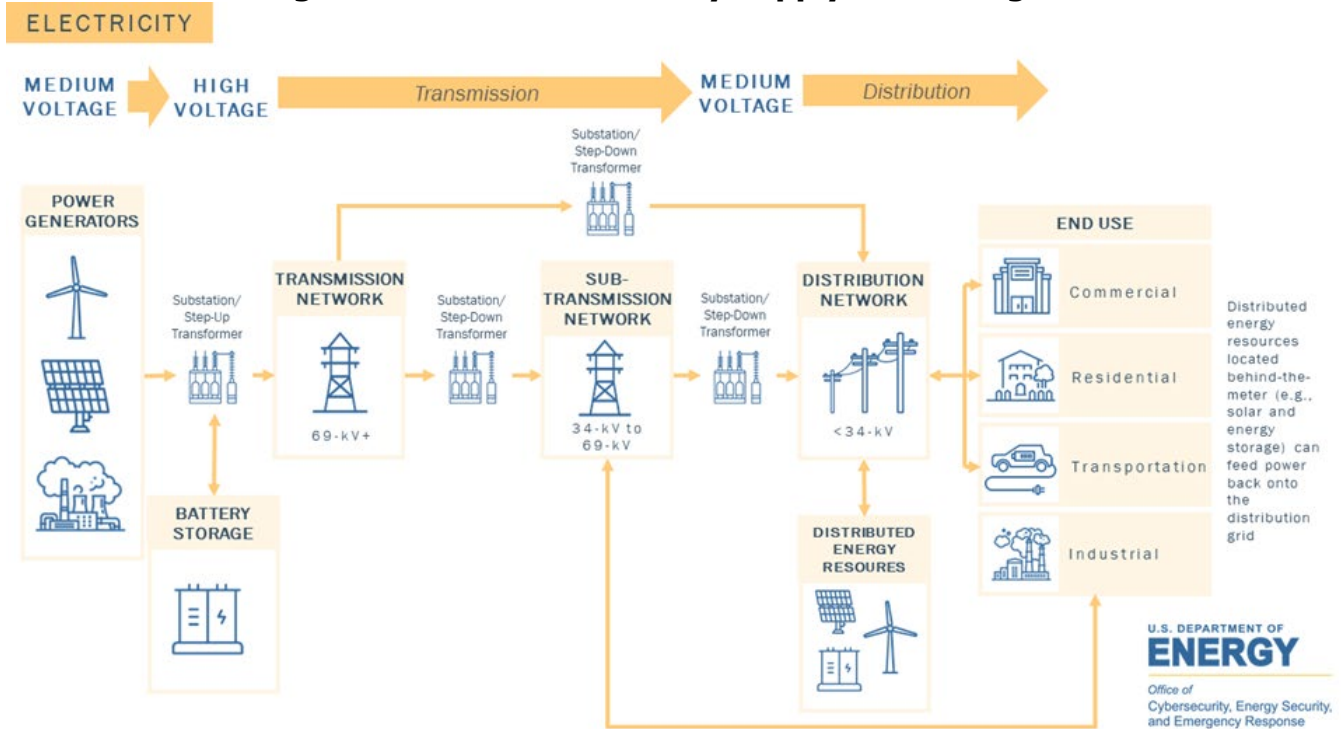 ELECTRICITY
MEDIUM
VOLTAGE
HIGH
VOLTAGE
Transmission
MEDIUM
VOLTAGE
Distribution
Substation/
Step-Down
Transformer
POWER
GENERATORS
Substation/
Step-Up
Transformer
TRANSMISSION
NETWORK
69-kV+
Substation/
Step-Down
Transformer
SUB-
TRANSMISSION
NETWORK
34-kV to
69-kV
Substation/
Step-Down
Transformer
DISTRIBUTION
NETWORK
<34-kV
END USE
Commercial
Residential
Transportation
Industrial
Distributed
energy
resources
located
behind-the-
meter (e.g.,
solar and
energy
storage) can
feed power
back onto
the
distribution
grid
BATTERY
STORAGE
DISTRIBUTED
ENERGY
RESOURES
U.S. DEPARTMENT OF
ENERGY
Office of
Cybersecurity, Energy Security,
and Emergency Response